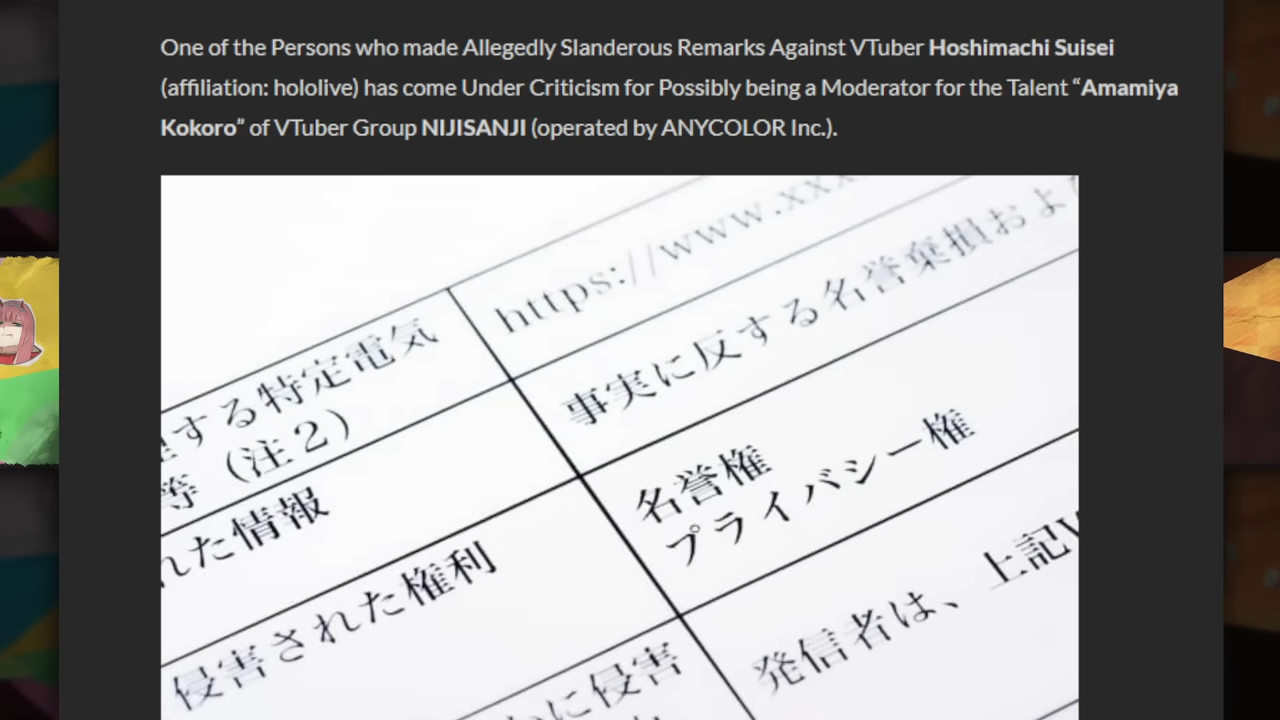 One of the Persons who made Allegedly Slanderous Remarks Against VTuber Hoshimachi Suisei
(affiliation: hololive) has come Under Criticism for Possibly being a Moderator for the Talent “Amamiya
Kokoro” of VTuber Group NIJISANJI (operated by ANYCOLOR Inc.).
https://www.xxx
する特定電気
等（注２）
事実に反する名誉棄損およ
れた情報
名誉権
プライバシー権
侵害された権利
発信者は、上記
に侵害